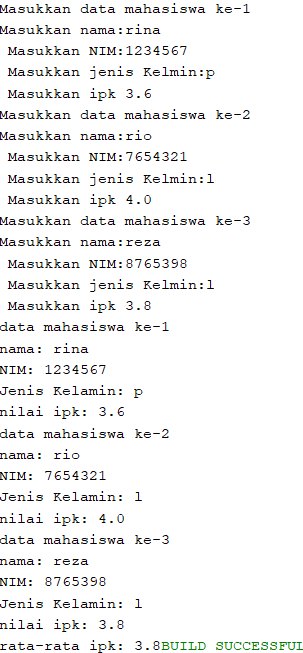 Masukkan data mahasiswa ke-1
Masukkan nama:rina
Masukkan NIM:1234567
Masukkan jenis Kelmin:p
Masukkan ipk 3.6
Masukkan data mahasiswa ke-2
Masukkan nama:rio
Masukkan NIM:7654321
Masukkan jenis Kelmin:l
Masukkan ipk 4.0
Masukkan data mahasiswa ke-3
Masukkan nama:reza
Masukkan NIM:8765398
Masukkan jenis Kelmin:l
Masukkan ipk 3.8
data mahasiswa ke-1
nama: rina
NIM: 1234567
Jenis Kelamin: p
nilai ipk: 3.6
data mahasiswa ke-2
nama: rio
NIM: 7654321
Jenis Kelamin: l
nilai ipk: 4.0
data mahasiswa ke-3
nama: reza
NIM: 8765398
Jenis Kelamin: l
nilai ipk: 3.8
rata-rata ipk: 3.8BUILD SUCCESSFUL